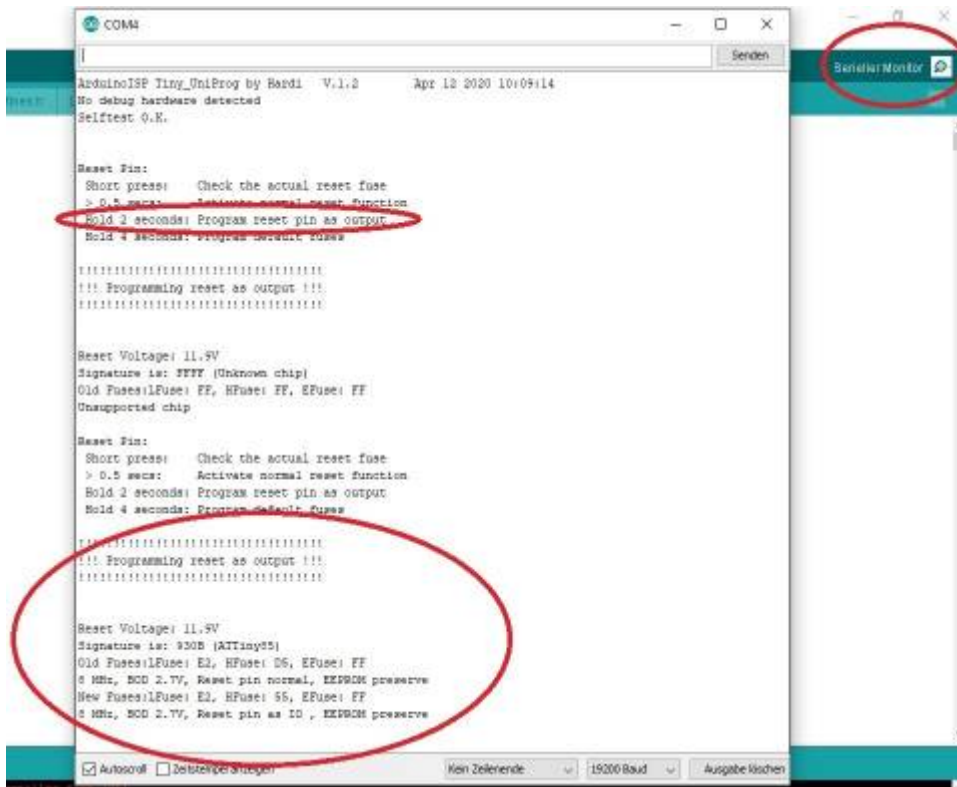 COM4
Senden
Serieller Monitor
ArduinoISP Tiny_UniProg by Hardi V.1.2 Apr 12 2020 10:09:14
No debug hardware detected
Selftest O.K.
Reset Pin:
Short press: Check the actual reset fuse
> 0.5 secs: Activate normal reset function
Hold 2 seconds: Program reset pin as output
Hold 4 seconds: Program default fuses
!!!!!!!!!!!!!!!!!!!!!!!!!!!!!!!!!!!
!!! Programming reset as output !!!
!!!!!!!!!!!!!!!!!!!!!!!!!!!!!!!!!!!
Reset Voltage: 11.9V
Signature is: FFFF (Unknown chip)
Old Fuses:LFuse: FF, HFuse: FF, EFuse: FF
Unsupported chip
Reset Pin:
Short press: Check the actual reset fuse
> 0.5 secs: Activate normal reset function
Hold 2 seconds: Program reset pin as output
Hold 4 seconds: Program default fuses
!!!!!!!!!!!!!!!!!!!!!!!!!!!!!!!!!!!
!!! Programming reset as output !!!
!!!!!!!!!!!!!!!!!!!!!!!!!!!!!!!!!!!
Reset Voltage: 11.9V
Signature is: 930B (ATTiny85)
Old Fuses:LFuse: E2, HFuse: D5, EFuse: FF
8 MHz, BOD 2.7V, Reset pin normal, EEPROM preserve
New Fuses:LFuse: E2, HFuse: 55, EFuse: FF
8 MHz, BOD 2.7V, Reset pin as IO , EEPROM preserve
Autoscroll Zeitstempel anzeigen Kein Zeilenende 19200 Baud Ausgabe löschen